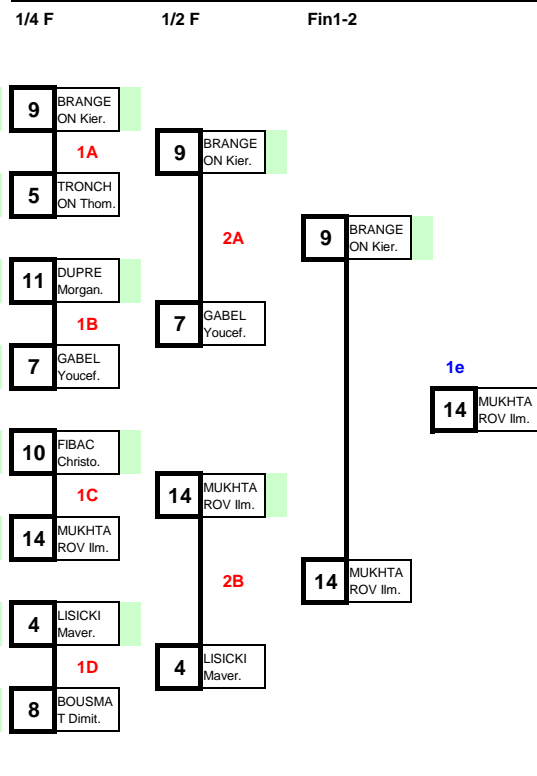 1/4 F 1/2 F Fin1-2
9 BRANGE
ON Kier.
1A
5 TRONCH
ON Thom.
11 DUPRE
Morgan.
1B
7 GABEL
Youcef.
10 FIBAC
Christo.
1C
14 MUKHTA
ROV Ilm.
4 LISICKI
Maver.
1D
8 BOUSMA
T Dimit.
9 BRANGE
ON Kier.
2A
7 GABEL
Youcef.
14 MUKHTA
ROV Ilm.
2B
4 LISICKI
Maver.
9 BRANGE
ON Kier.
14 MUKHTA
ROV Ilm.
1e
14 MUKHTA
ROV Ilm.